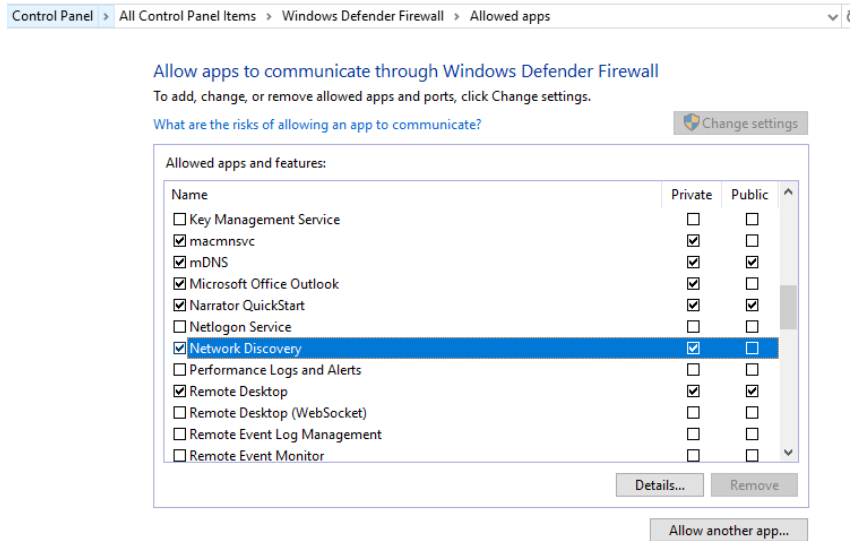 Control Panel > All Control Panel Items > Windows Defender Firewall > Allowed apps
Allow apps to communicate through Windows Defender Firewall
To add, change, or remove allowed apps and ports, click Change settings.
What are the risks of allowing an app to communicate? Change settings
Allowed apps and features:
Name Private Public
Key Management Service
macmnsvc
mDNS
Microsoft Office Outlook
Narrator QuickStart
Netlogon Service
Network Discovery
Performance Logs and Alerts
Remote Desktop
Remote Desktop (WebSocket)
Remote Event Log Management
Remote Event Monitor
Details... Remove
Allow another app...